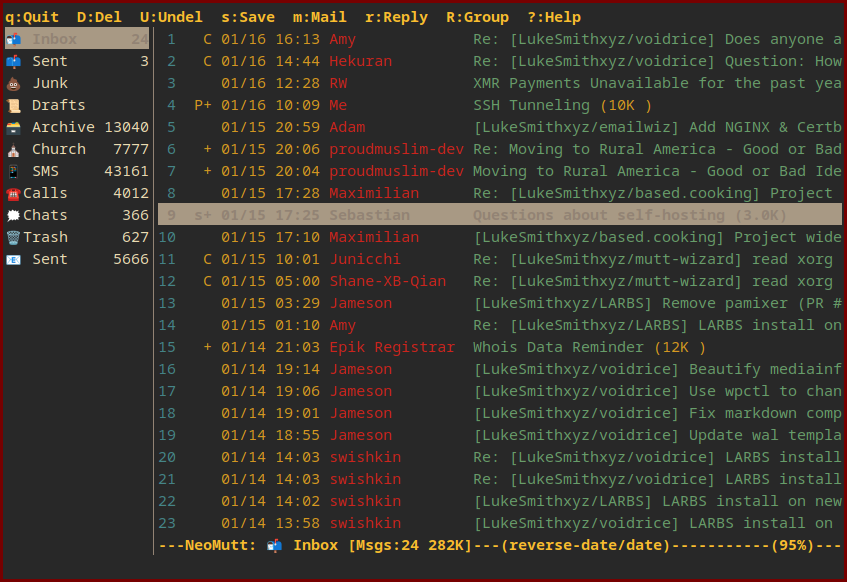 q:Quit D:Del U:Undel s:Save m:Mail r:Reply R:Group ?:Help
Inbox 24 1 C 01/16 16:13 Amy Re: [LukeSmithxyz/voidrice] Does anyone a
Sent 3 2 C 01/16 14:44 Hekuran Re: [LukeSmithxyz/voidrice] Question: How
Junk 3 01/16 12:28 RW XMR Payments Unavailable for the past yea
Drafts 4 P+ 01/16 10:09 Me SSH Tunneling (10K )
Archive 13040 5 01/15 20:59 Adam [LukeSmithxyz/emailwiz] Add NGINX & Certb
Church 7777 6 + 01/15 20:06 proudmuslim-dev Re: Moving to Rural America - Good or Bad
SMS 43161 7 + 01/15 20:04 proudmuslim-dev Moving to Rural America - Good or Bad Ide
Calls 4012 8 01/15 17:28 Maximilian Re: [LukeSmithxyz/based.cooking] Project
Chats 366 9 s+ 01/15 17:25 Sebastian Questions about self-hosting (3.0K)
Trash 627 10 01/15 17:10 Maximilian [LukeSmithxyz/based.cooking] Project wide
Sent 5666 11 C 01/15 10:01 Junicchi Re: [LukeSmithxyz/mutt-wizard] read xorg
12 C 01/15 05:00 Shane-XB-Qian Re: [LukeSmithxyz/mutt-wizard] read xorg
13 01/15 03:29 Jameson [LukeSmithxyz/LARBS] Remove pamixer (PR #
14 01/15 01:10 Amy Re: [LukeSmithxyz/LARBS] LARBS install on
15 + 01/14 21:03 Epik Registrar Whois Data Reminder (12K )
16 01/14 19:14 Jameson [LukeSmithxyz/voidrice] Beautify mediainf
17 01/14 19:06 Jameson [LukeSmithxyz/voidrice] Use wpctl to chan
18 01/14 19:01 Jameson [LukeSmithxyz/voidrice] Fix markdown comp
19 01/14 18:55 Jameson [LukeSmithxyz/voidrice] Update wal templa
20 01/14 14:03 swishkin Re: [LukeSmithxyz/voidrice] LARBS install
21 01/14 14:03 swishkin Re: [LukeSmithxyz/voidrice] LARBS install
22 01/14 14:02 swishkin [LukeSmithxyz/LARBS] LARBS install on new
23 01/14 13:58 swishkin [LukeSmithxyz/voidrice] LARBS install on
---NeoMutt: Inbox [Msgs:24 282K]---(reverse-date/date)-----------(95%)---